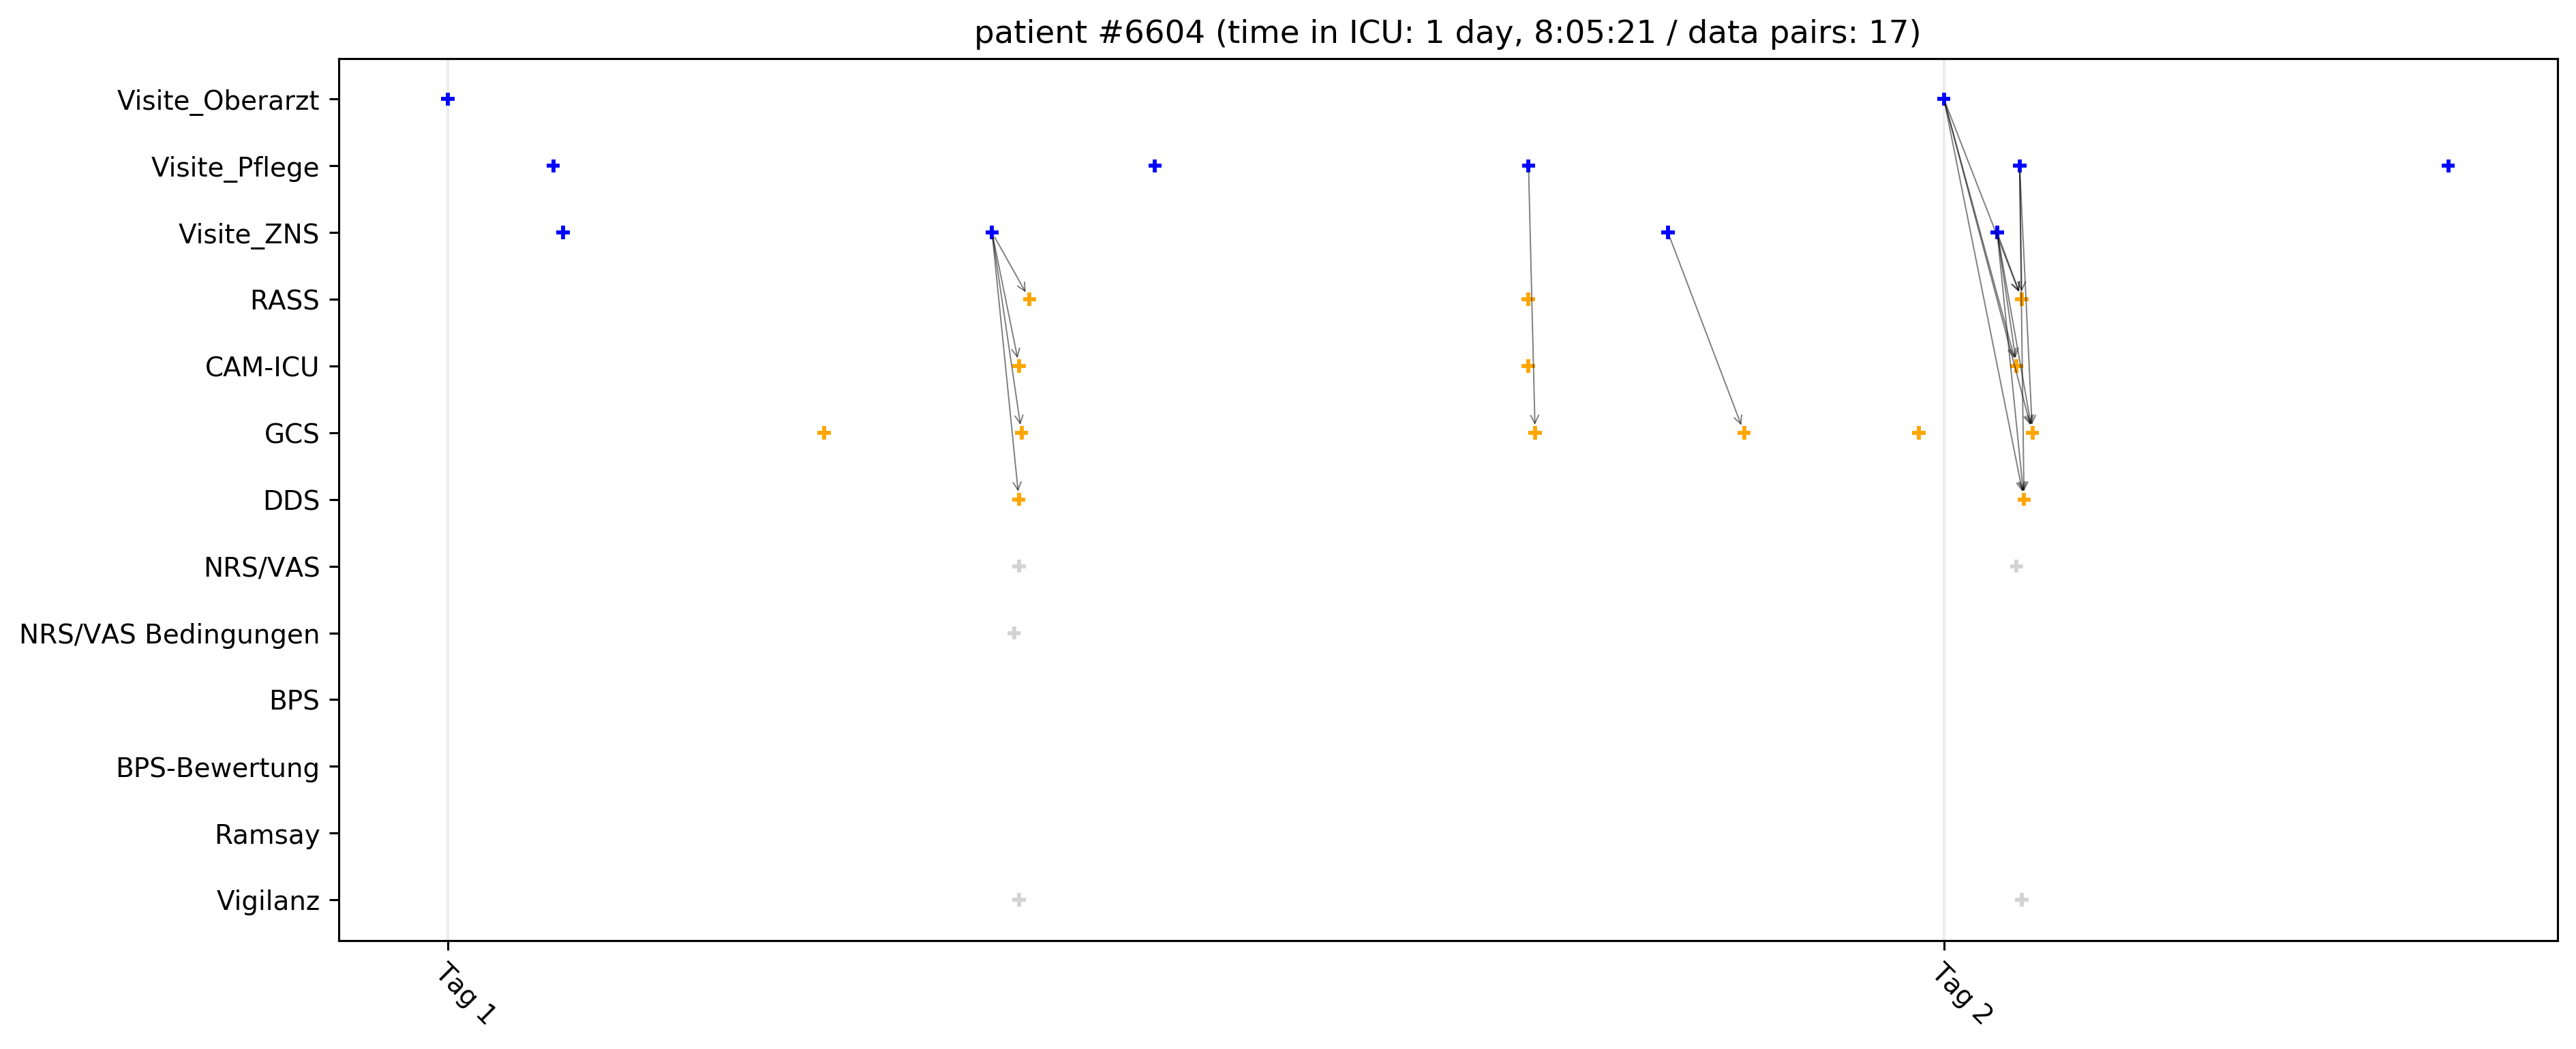 patient #6604 (time in ICU: 1 day, 8:05:21 / data pairs: 17)
Visite_Oberarzt
Visite_Pflege
Visite_ZNS
RASS
CAM-ICU
GCS
DDS
NRS/VAS
NRS/VAS Bedingungen
BPS
BPS-Bewertung
Ramsay
Vigilanz
Tag 1
Tag 2